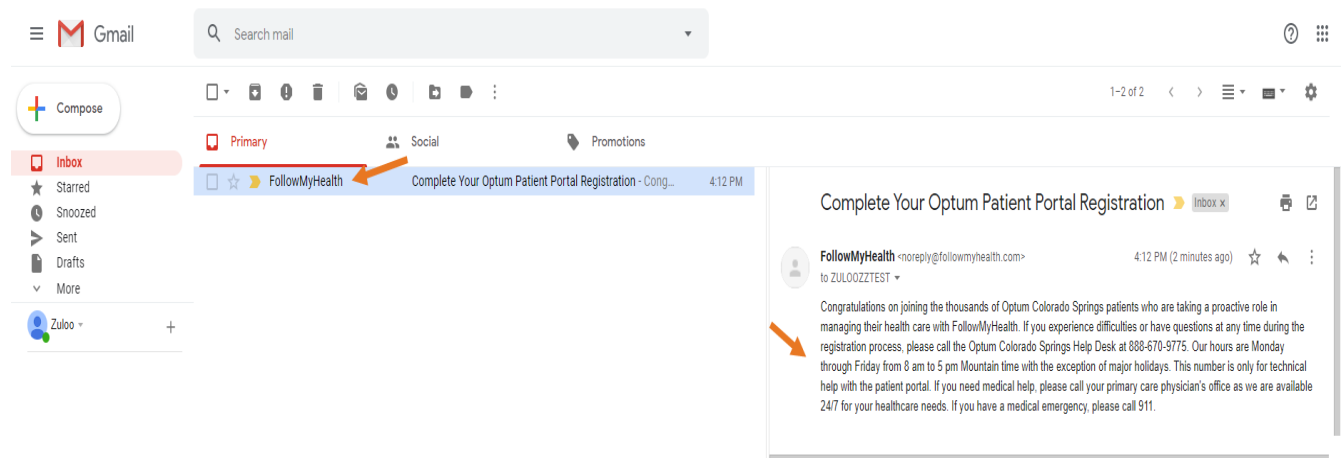 Gmail
Search mail
Compose
1–2 of 2
Primary
Social
Promotions
Inbox
Starred
Snoozed
Sent
Drafts
More
Zuloo
FollowMyHealth
Complete Your Optum Patient Portal Registration - Cong...
4:12 PM
Complete Your Optum Patient Portal Registration
Inbox x
FollowMyHealth <noreply@followmyhealth.com>
4:12 PM (2 minutes ago)
to ZULOOZZTEST
Congratulations on joining the thousands of Optum Colorado Springs patients who are taking a proactive role in
managing their health care with FollowMyHealth. If you experience difficulties or have questions at any time during the
registration process, please call the Optum Colorado Springs Help Desk at 888-670-9775. Our hours are Monday
through Friday from 8 am to 5 pm Mountain time with the exception of major holidays. This number is only for technical
help with the patient portal. If you need medical help, please call your primary care physician's office as we are available
24/7 for your healthcare needs. If you have a medical emergency, please call 911.